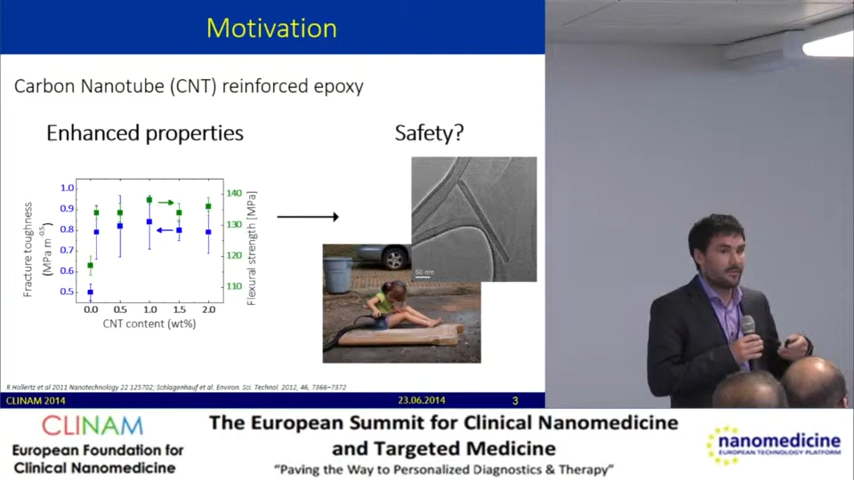 Motivation
Carbon Nanotube (CNT) reinforced epoxy
Enhanced properties
Safety?
Fracture toughness
(MPa m⁻⁰·⁵)
1.0
0.9
0.8
0.7
0.6
0.5
140
130
120
110
Flexural strength [MPa]
0.0 0.5 1.0 1.5 2.0
CNT content (wt%)
50 nm
R Hollertz et al 2011 Nanotechnology 22 125702; Schlagenhauf et al. Environ. Sci. Technol. 2012, 46, 7366–7372
CLINAM 2014
23.06.2014
3
CLINAM
European Foundation for
Clinical Nanomedicine
The European Summit for Clinical Nanomedicine
and Targeted Medicine
"Paving the Way to Personalized Diagnostics & Therapy"
nanomedicine
EUROPEAN TECHNOLOGY PLATFORM